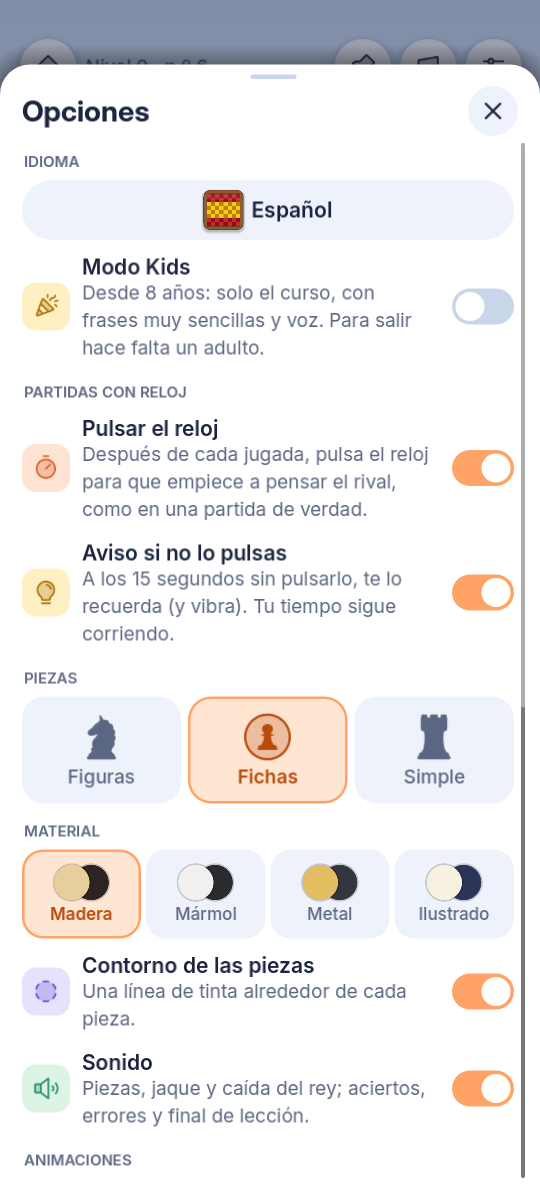 Opciones
IDIOMA
Español
Modo Kids
Desde 8 años: solo el curso, con
frases muy sencillas y voz. Para salir
hace falta un adulto.
PARTIDAS CON RELOJ
Pulsar el reloj
Después de cada jugada, pulsa el reloj
para que empiece a pensar el rival,
como en una partida de verdad.
Aviso si no lo pulsas
A los 15 segundos sin pulsarlo, te lo
recuerda (y vibra). Tu tiempo sigue
corriendo.
PIEZAS
Figuras
Fichas
Simple
MATERIAL
Madera
Mármol
Metal
Ilustrado
Contorno de las piezas
Una línea de tinta alrededor de cada
pieza.
Sonido
Piezas, jaque y caída del rey; aciertos,
errores y final de lección.
ANIMACIONES